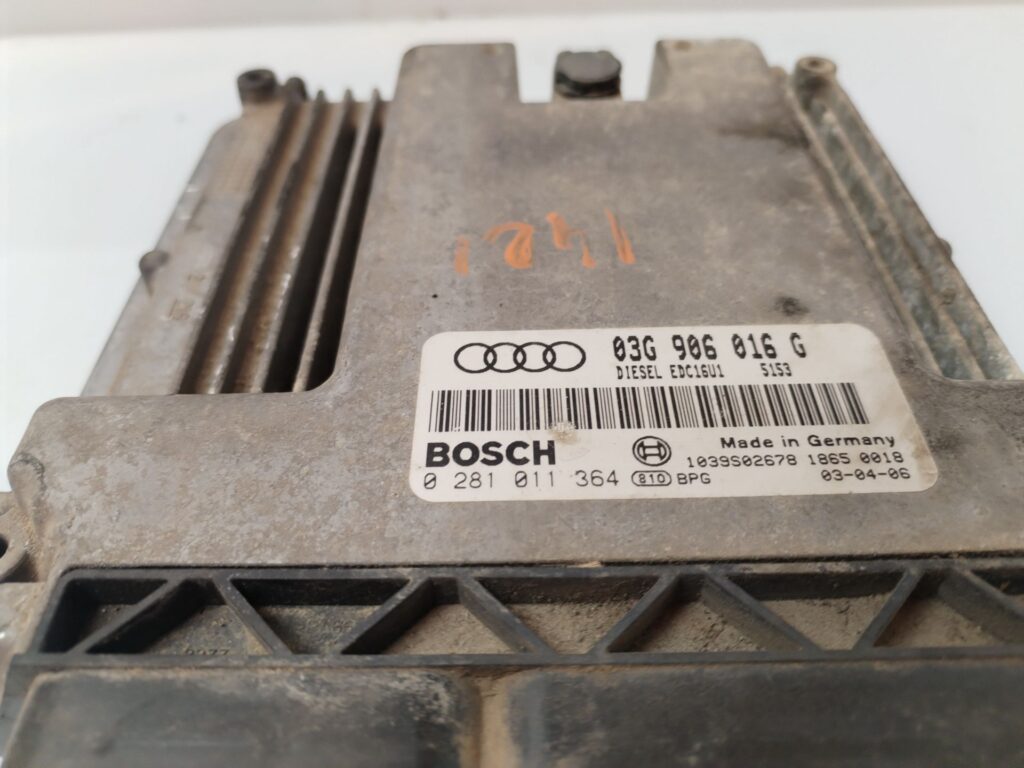 03G 906 016 G
DIESEL EDC16U1 5153
BOSCH
Made in Germany
1039S02678 1865 0018
0 281 011 364 810 BPG
03-04-06